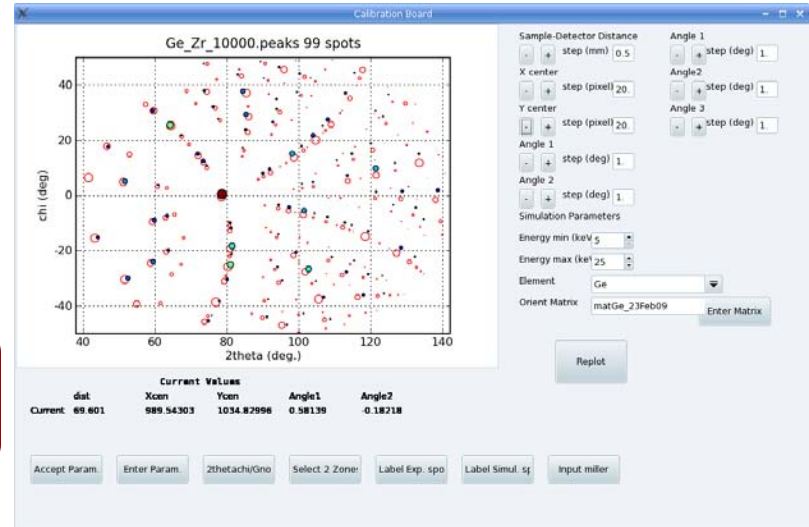 Calibration Board
Ge_Zr_10000.peaks 99 spots
40
20
0
-20
-40
chi (deg)
40 60 80 100 120 140
2theta (deg.)
Sample-Detector Distance
- + step (mm) 0.5
X center
- + step (pixel) 20.
Y center
- + step (pixel) 20.
Angle 1
- + step (deg) 1.
Angle 2
- + step (deg) 1.
Angle 1
- + step (deg) 1.
Angle2
- + step (deg) 1.
Angle 3
- + step (deg) 1.
Simulation Parameters
Energy min (keV 5
Energy max (keV 25
Element Ge
Orient Matrix matGe_23Feb09 Enter Matrix
Replot
Current Values
dist Xcen Ycen Angle1 Angle2
Current 69.601 989.54303 1034.82996 0.58139 -0.18218
Accept Param. Enter Param. 2thetachi/Gno Select 2 Zone Label Exp. spo Label Simul. sp Input miller